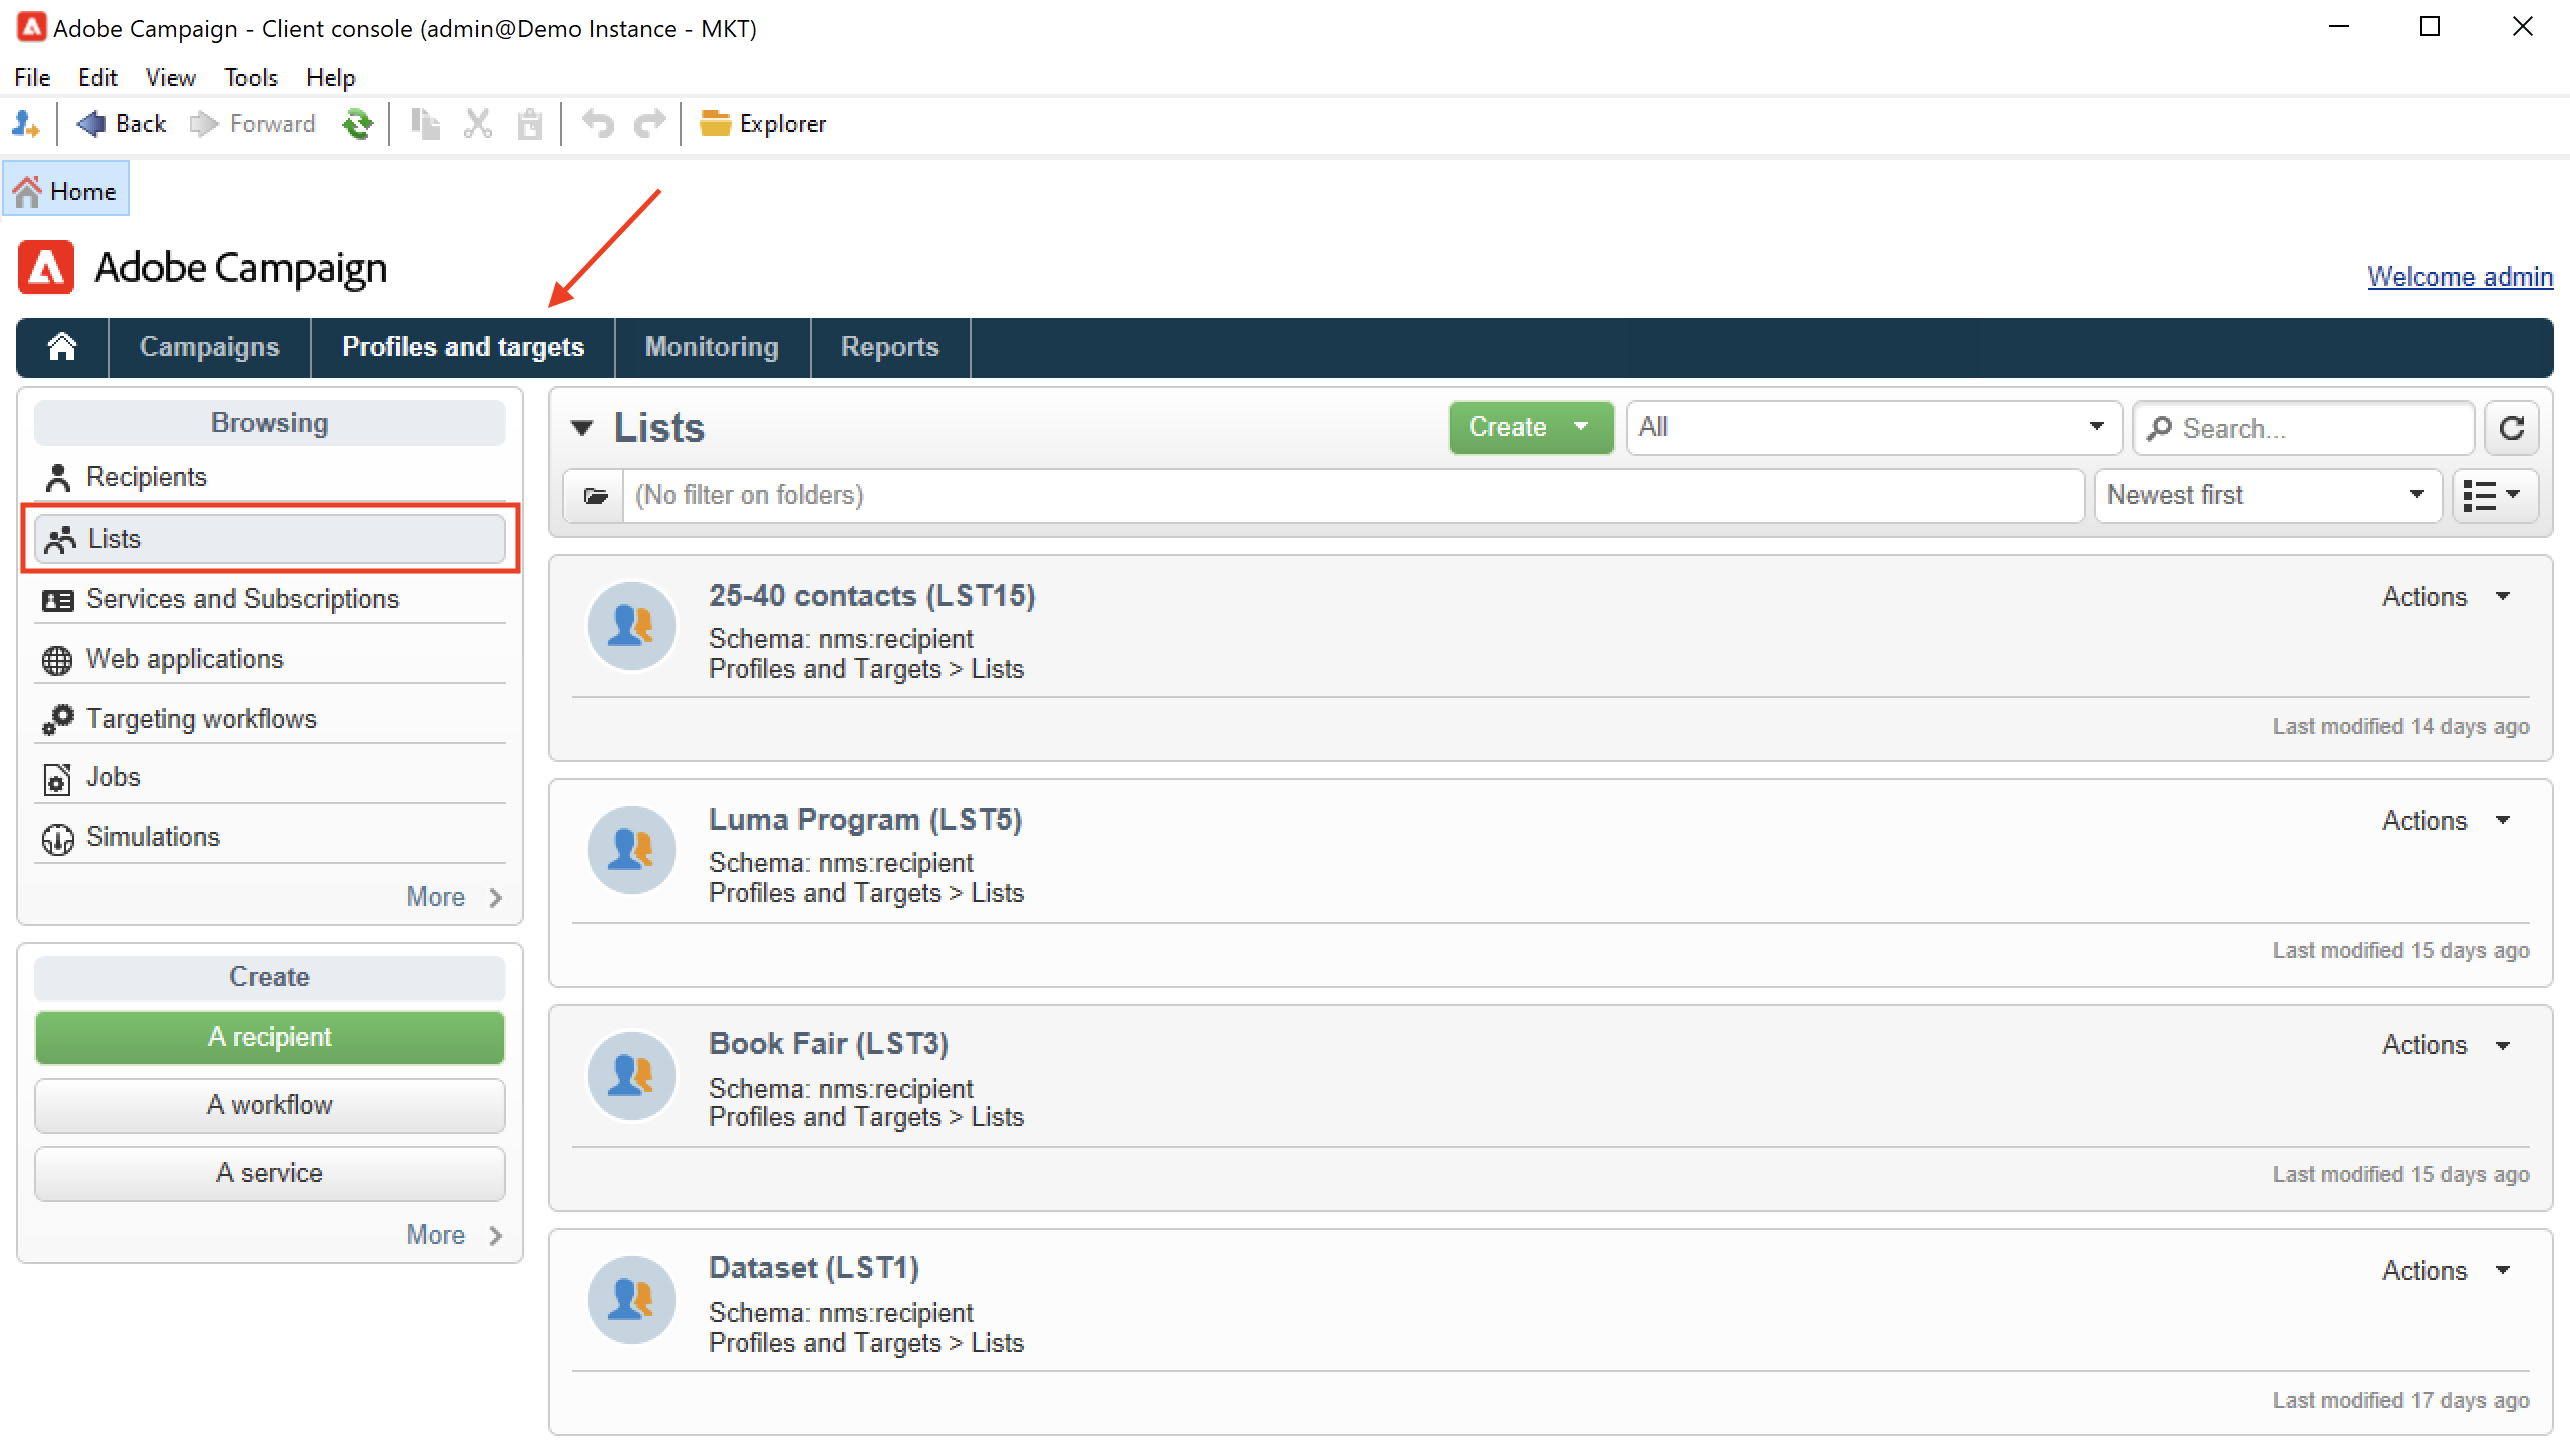 Adobe Campaign - Client console (admin@Demo Instance - MKT)
File Edit View Tools Help
Back Forward Explorer
Home
Adobe Campaign
Welcome admin
Campaigns Profiles and targets Monitoring Reports
Browsing
Recipients
Lists
Services and Subscriptions
Web applications
Targeting workflows
Jobs
Simulations
More
Create
A recipient
A workflow
A service
More
Lists Create All Search...
(No filter on folders) Newest first
25-40 contacts (LST15) Actions
Schema: nms:recipient
Profiles and Targets > Lists
Last modified 14 days ago
Luma Program (LST5) Actions
Schema: nms:recipient
Profiles and Targets > Lists
Last modified 15 days ago
Book Fair (LST3) Actions
Schema: nms:recipient
Profiles and Targets > Lists
Last modified 15 days ago
Dataset (LST1) Actions
Schema: nms:recipient
Profiles and Targets > Lists
Last modified 17 days ago